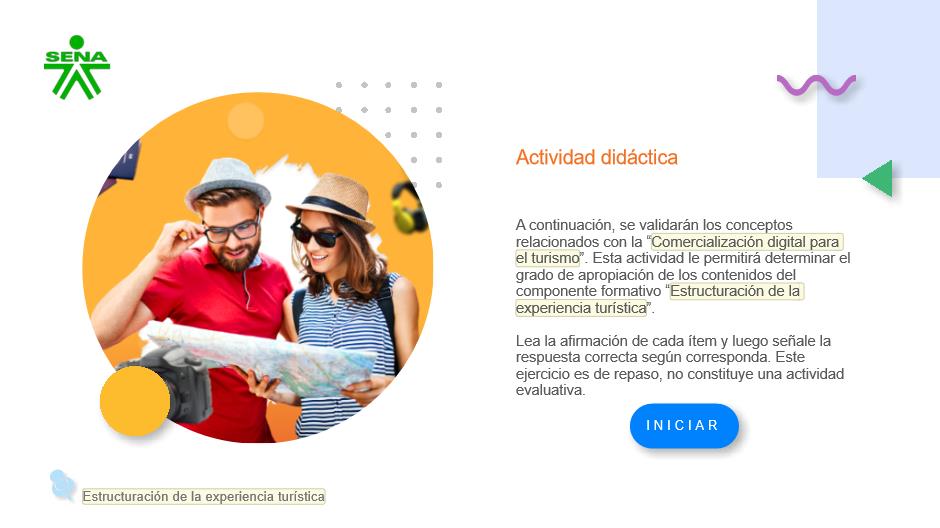 SENA
Actividad didáctica
A continuación, se validarán los conceptos
relacionados con la “Comercialización digital para
el turismo”. Esta actividad le permitirá determinar el
grado de apropiación de los contenidos del
componente formativo “Estructuración de la
experiencia turística”.
Lea la afirmación de cada ítem y luego señale la
respuesta correcta según corresponda. Este
ejercicio es de repaso, no constituye una actividad
evaluativa.
INICIAR
Estructuración de la experiencia turística